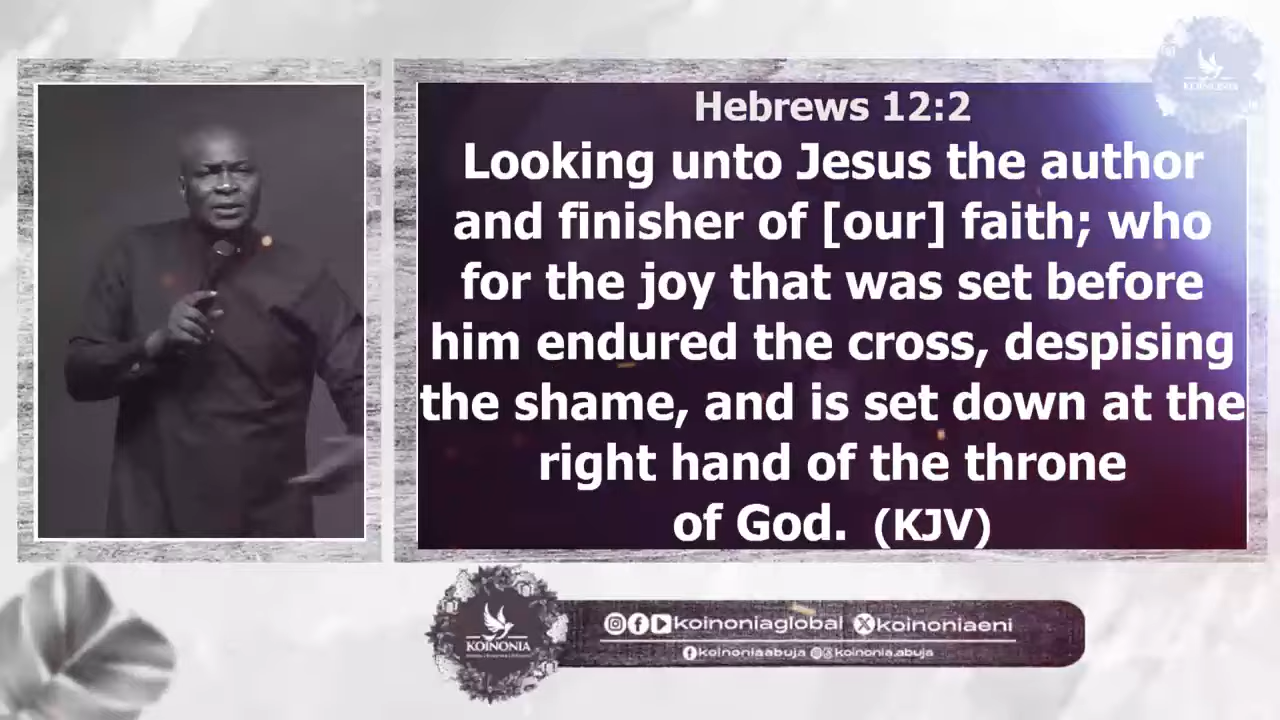 KOINONIA
Hebrews 12:2
Looking unto Jesus the author
and finisher of [our] faith; who
for the joy that was set before
him endured the cross, despising
the shame, and is set down at the
right hand of the throne
of God. (KJV)
KOINONIA
koinoniaglobal koinoniaeni
koinoniaabuja koinonia.abuja